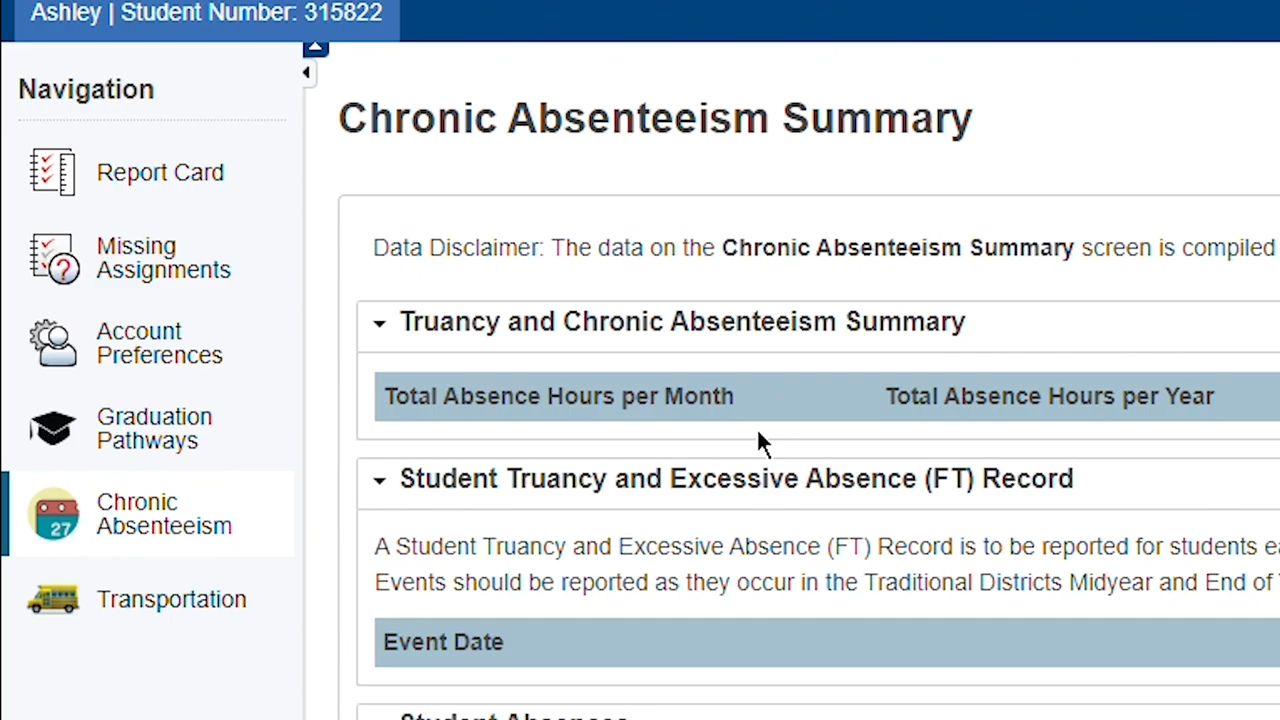 Ashley | Student Number: 315822
Navigation
Report Card
Missing
Assignments
Account
Preferences
Graduation
Pathways
27
Chronic
Absenteeism
Transportation
Chronic Absenteeism Summary
Data Disclaimer: The data on the Chronic Absenteeism Summary screen is compiled
Truancy and Chronic Absenteeism Summary
Total Absence Hours per Month Total Absence Hours per Year
Student Truancy and Excessive Absence (FT) Record
A Student Truancy and Excessive Absence (FT) Record is to be reported for students
Events should be reported as they occur in the Traditional Districts Midyear and End of
Event Date
Student Absences